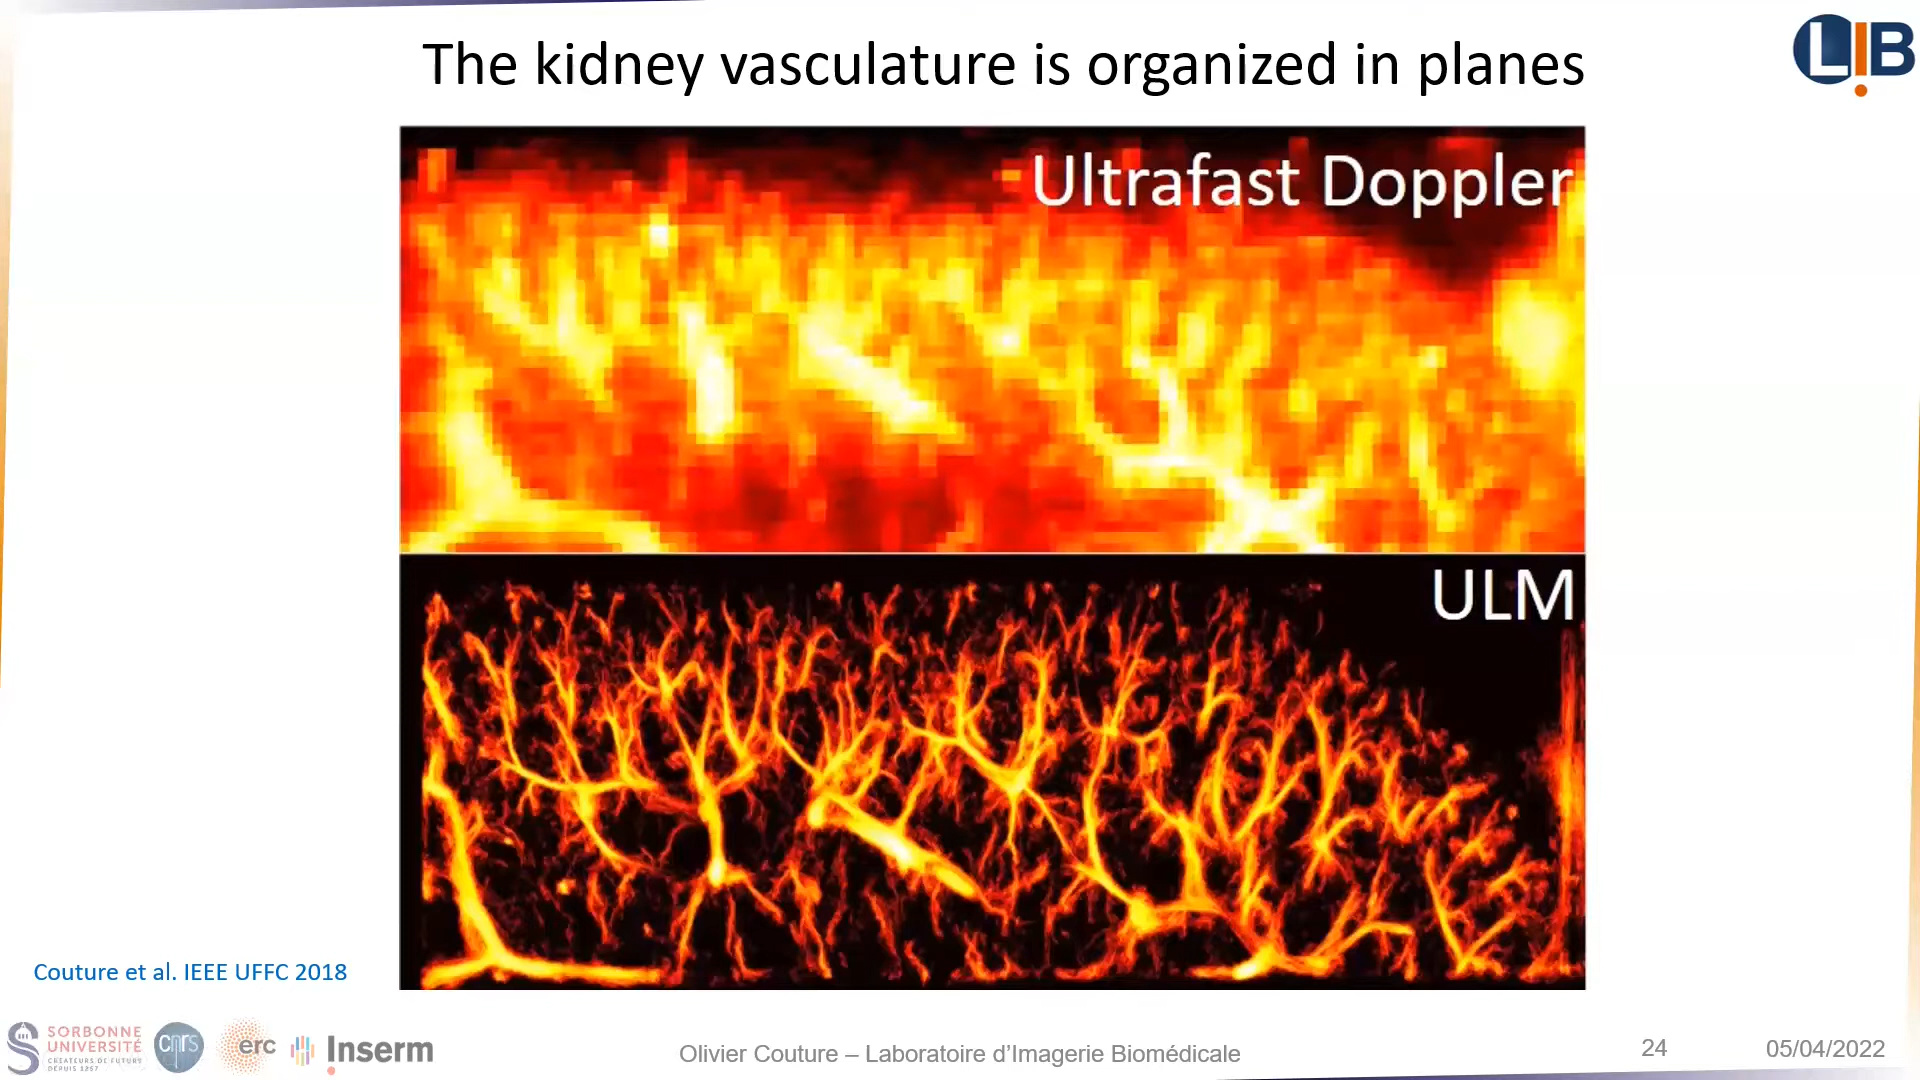 The kidney vasculature is organized in planes
LIB
Ultrafast Doppler
ULM
Couture et al. IEEE UFFC 2018
SORBONNE
UNIVERSITÉ
CRÉATEURS DE FUTURS
DEPUIS 1257
cnrs
erc
Inserm
Olivier Couture – Laboratoire d'Imagerie Biomédicale
24
05/04/2022